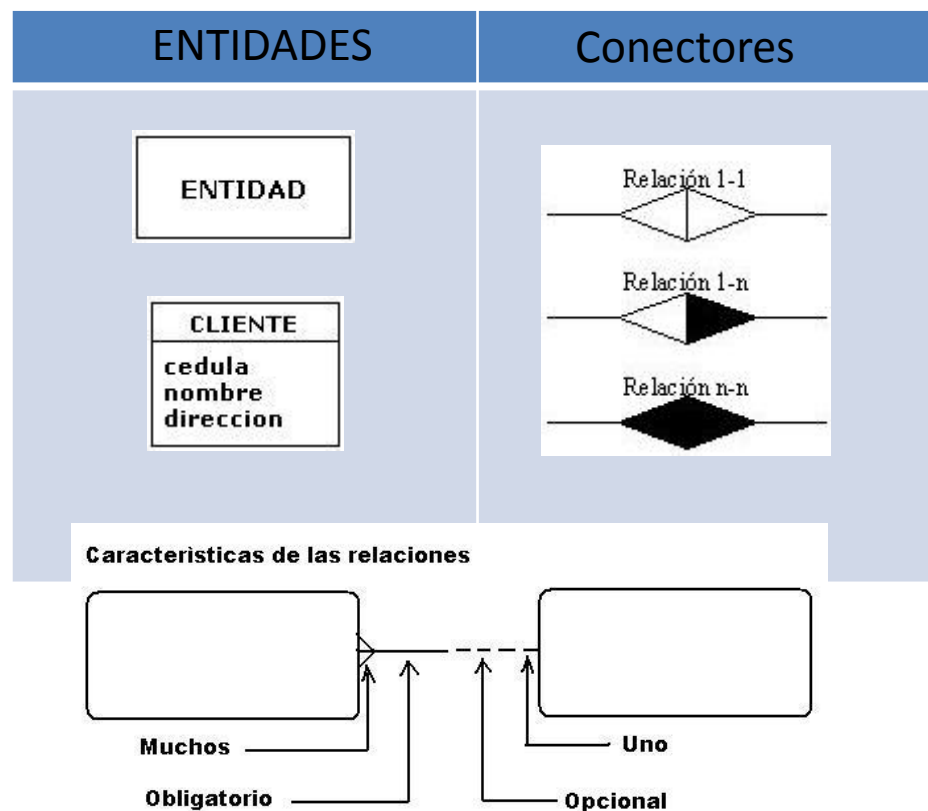 ENTIDADES
Conectores
ENTIDAD
CLIENTE
cedula
nombre
direccion
Relación 1-1
Relación 1-n
Relación n-n
Características de las relaciones
Muchos
Uno
Obligatorio
Opcional